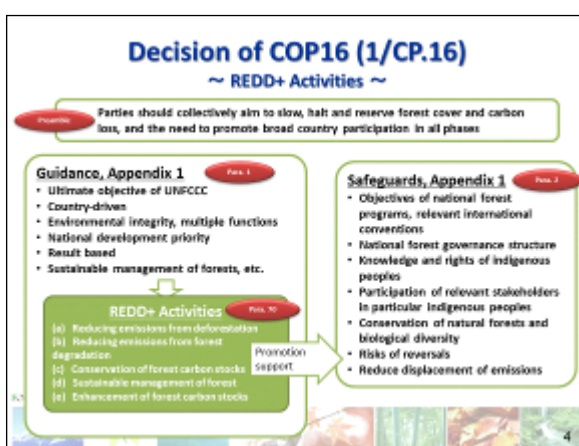 Decision of COP16 (1/CP.16)
~ REDD+ Activities ~
Preamble
Parties should collectively aim to slow, halt and reserve forest cover and carbon
loss, and the need to promote broad country participation in all phases
Guidance, Appendix 1
Para. 1
• Ultimate objective of UNFCCC
• Country-driven
• Environmental integrity, multiple functions
• National development priority
• Result based
• Sustainable management of forests, etc.
REDD+ Activities
Para. 70
(a) Reducing emissions from deforestation
(b) Reducing emissions from forest
degradation
(c) Conservation of forest carbon stocks
(d) Sustainable management of forest
(e) Enhancement of forest carbon stocks
Promotion
support
Safeguards, Appendix 1
Para. 2
• Objectives of national forest
programs, relevant international
conventions
• National forest governance structure
• Knowledge and rights of indigenous
peoples
• Participation of relevant stakeholders
in particular indigenous peoples
• Conservation of natural forests and
biological diversity
• Risks of reversals
• Reduce displacement of emissions
4